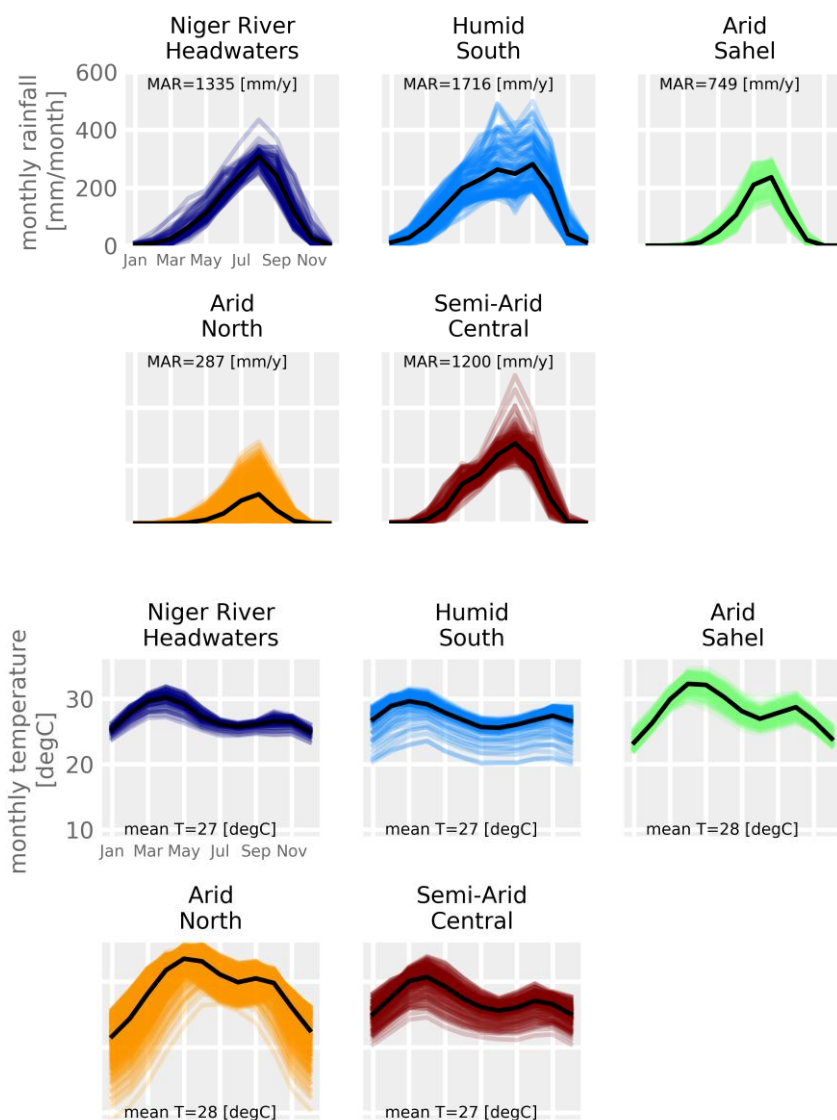 Niger River
Headwaters
Humid
South
Arid
Sahel
monthly rainfall
[mm/month]
600
400
200
0
MAR=1335 [mm/y]
MAR=1716 [mm/y]
MAR=749 [mm/y]
Jan Mar May Jul Sep Nov
Arid
North
Semi-Arid
Central
MAR=287 [mm/y]
MAR=1200 [mm/y]
Niger River
Headwaters
Humid
South
Arid
Sahel
monthly temperature
[degC]
30
20
10
mean T=27 [degC]
mean T=27 [degC]
mean T=28 [degC]
Jan Mar May Jul Sep Nov
Arid
North
Semi-Arid
Central
mean T=28 [degC]
mean T=27 [degC]